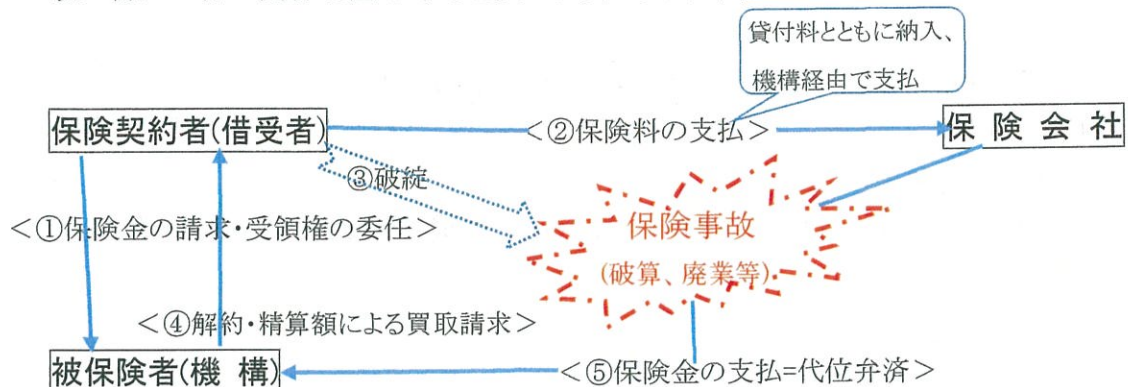 貸付料とともに納入、
機構経由で支払
保険契約者(借受者)
<②保険料の支払>
保 険 会 社
③破綻
<①保険金の請求・受領権の委任>
保険事故
(破算、廃業等)
<④解約・精算額による買取請求>
被保険者(機 構)
<⑤保険金の支払=代位弁済>